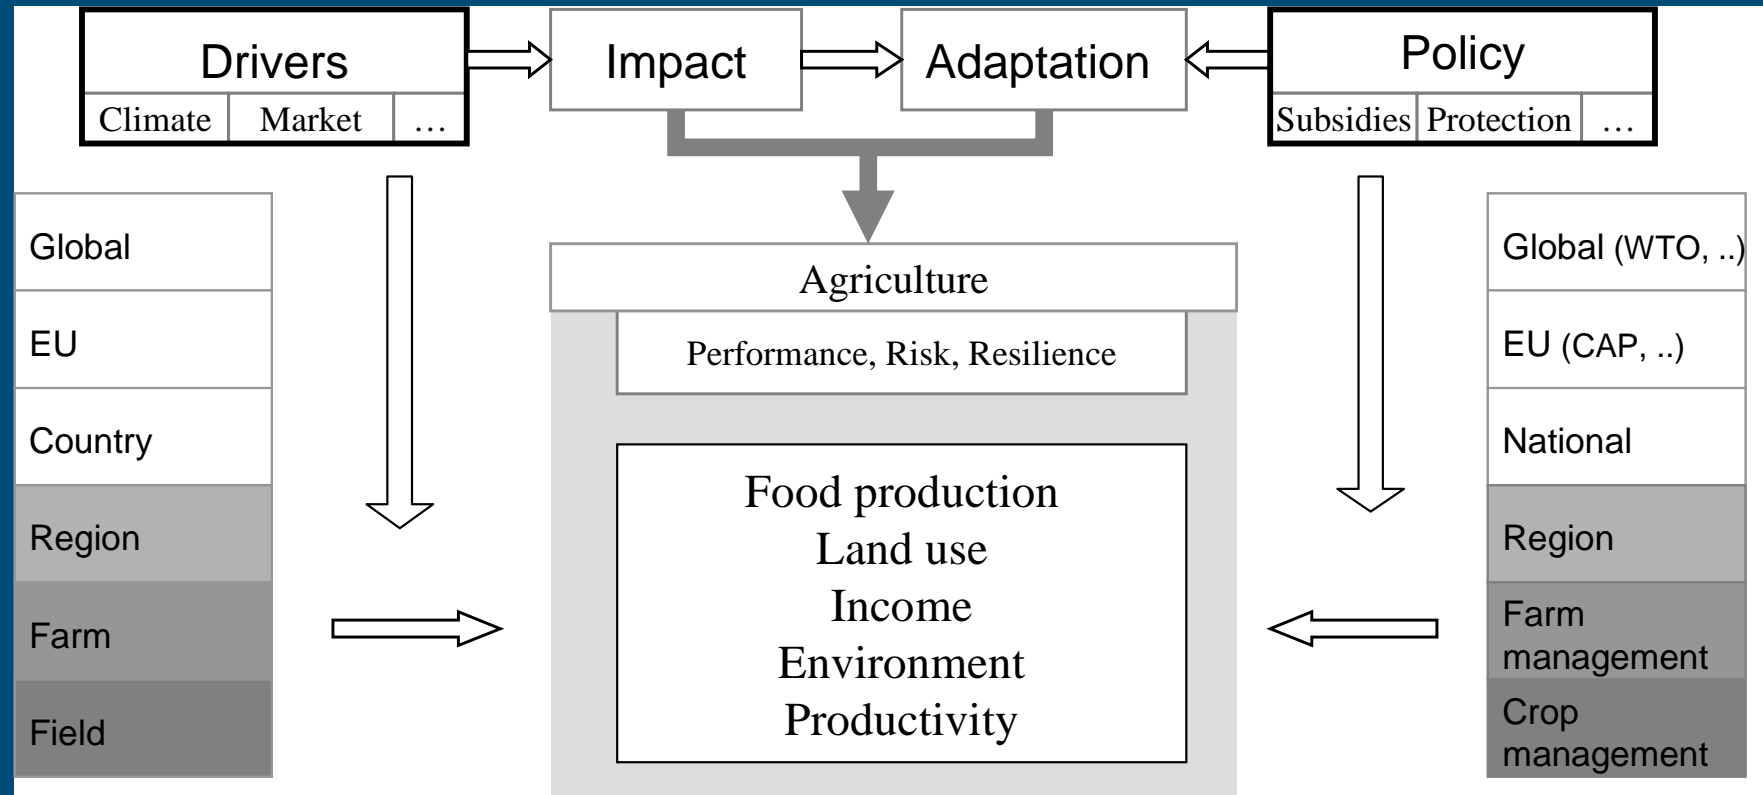 Drivers
Climate Market …
Impact
Adaptation
Policy
Subsidies Protection …
Global
EU
Country
Region
Farm
Field
Agriculture
Performance, Risk, Resilience
Food production
Land use
Income
Environment
Productivity
Global (WTO, ..)
EU (CAP, ..)
National
Region
Farm
management
Crop
management